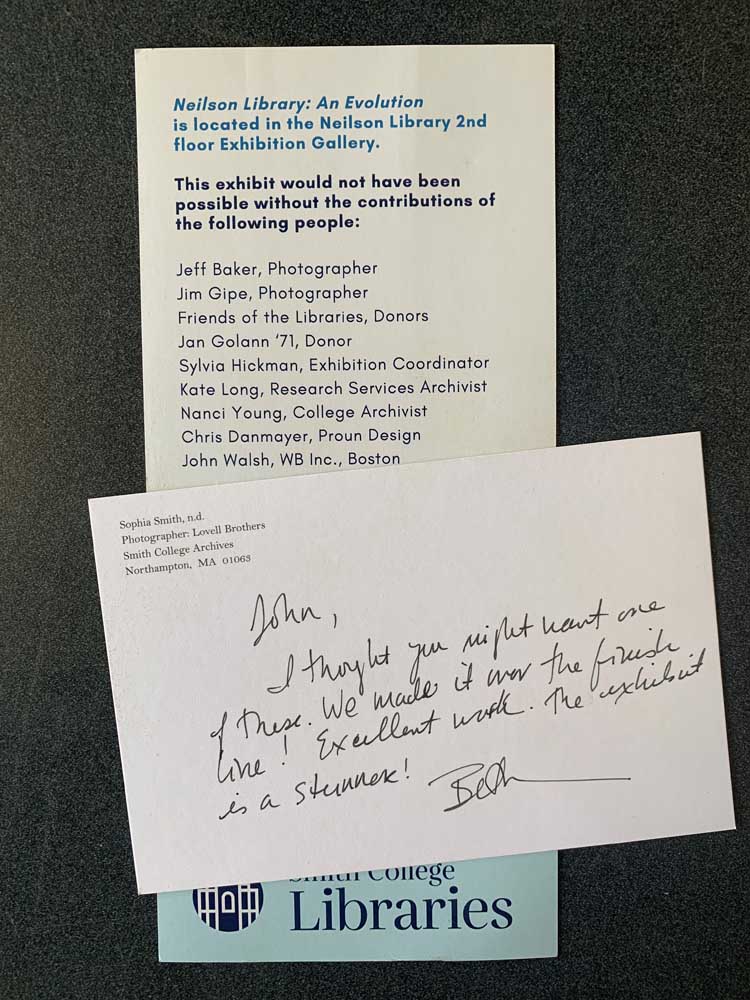 Neilson Library: An Evolution
is located in the Neilson Library 2nd
floor Exhibition Gallery.
This exhibit would not have been
possible without the contributions of
the following people:
Jeff Baker, Photographer
Jim Gipe, Photographer
Friends of the Libraries, Donors
Jan Golann ‘71, Donor
Sylvia Hickman, Exhibition Coordinator
Kate Long, Research Services Archivist
Nanci Young, College Archivist
Chris Danmayer, Proun Design
John Walsh, WB Inc., Boston
Sophia Smith, n.d.
Photographer: Lovell Brothers
Smith College Archives
Northampton, MA 01063
John,
I thought you might want one
of these. We made it over the finish
line! Excellent work. The exhibit
is a stunner!
Beth
Smith College
Libraries